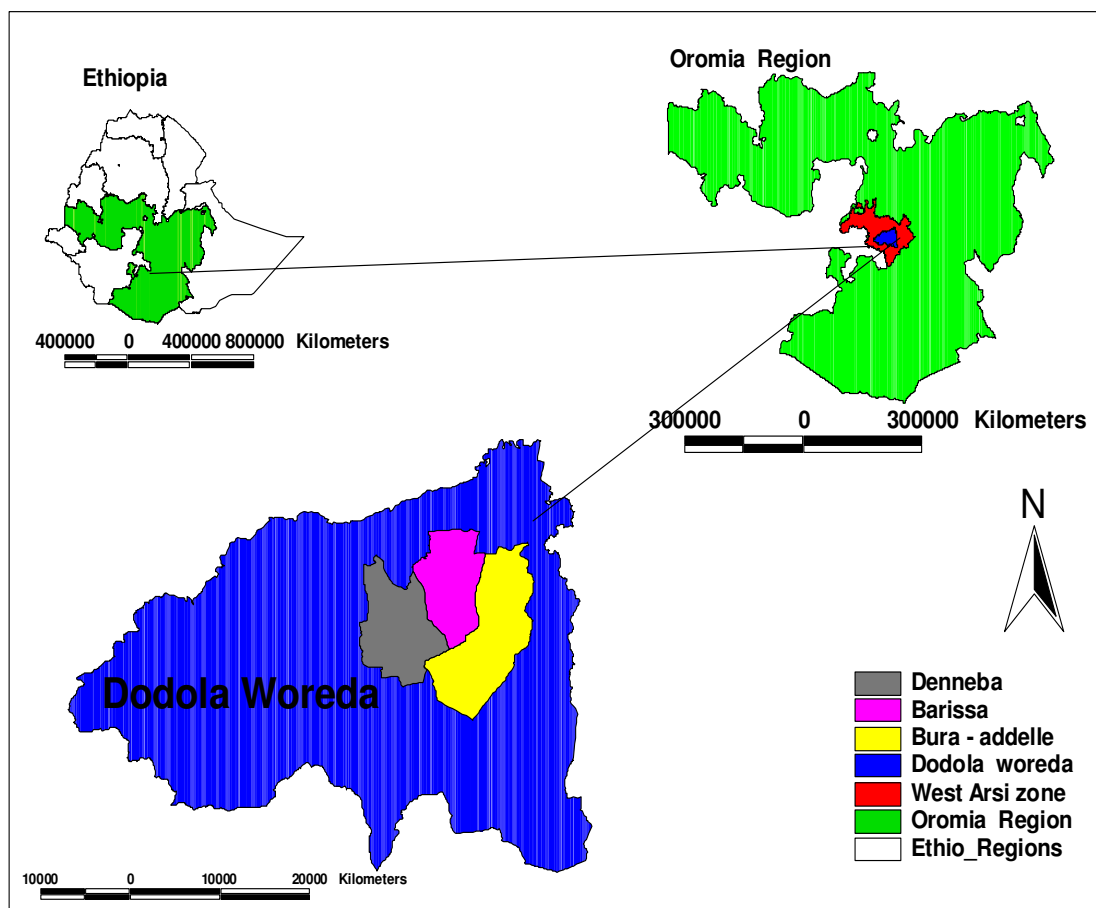 Ethiopia
400000 0 400000 800000 Kilometers
Oromia Region
300000 0 300000 Kilometers
N
Dodola Woreda
Denneba
Barissa
Bura - addelle
Dodola woreda
West Arsi zone
Oromia Region
Ethio_Regions
10000 0 10000 20000 Kilometers